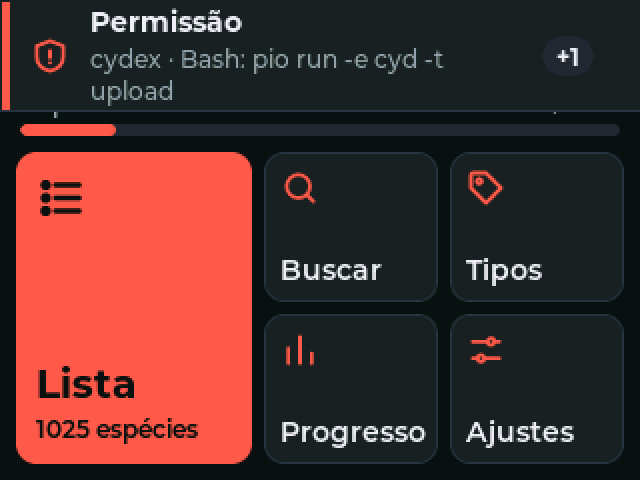 Permissão
cydex · Bash: pio run -e cyd -t
upload
+1
Buscar
Tipos
Lista
1025 espécies
Progresso
Ajustes